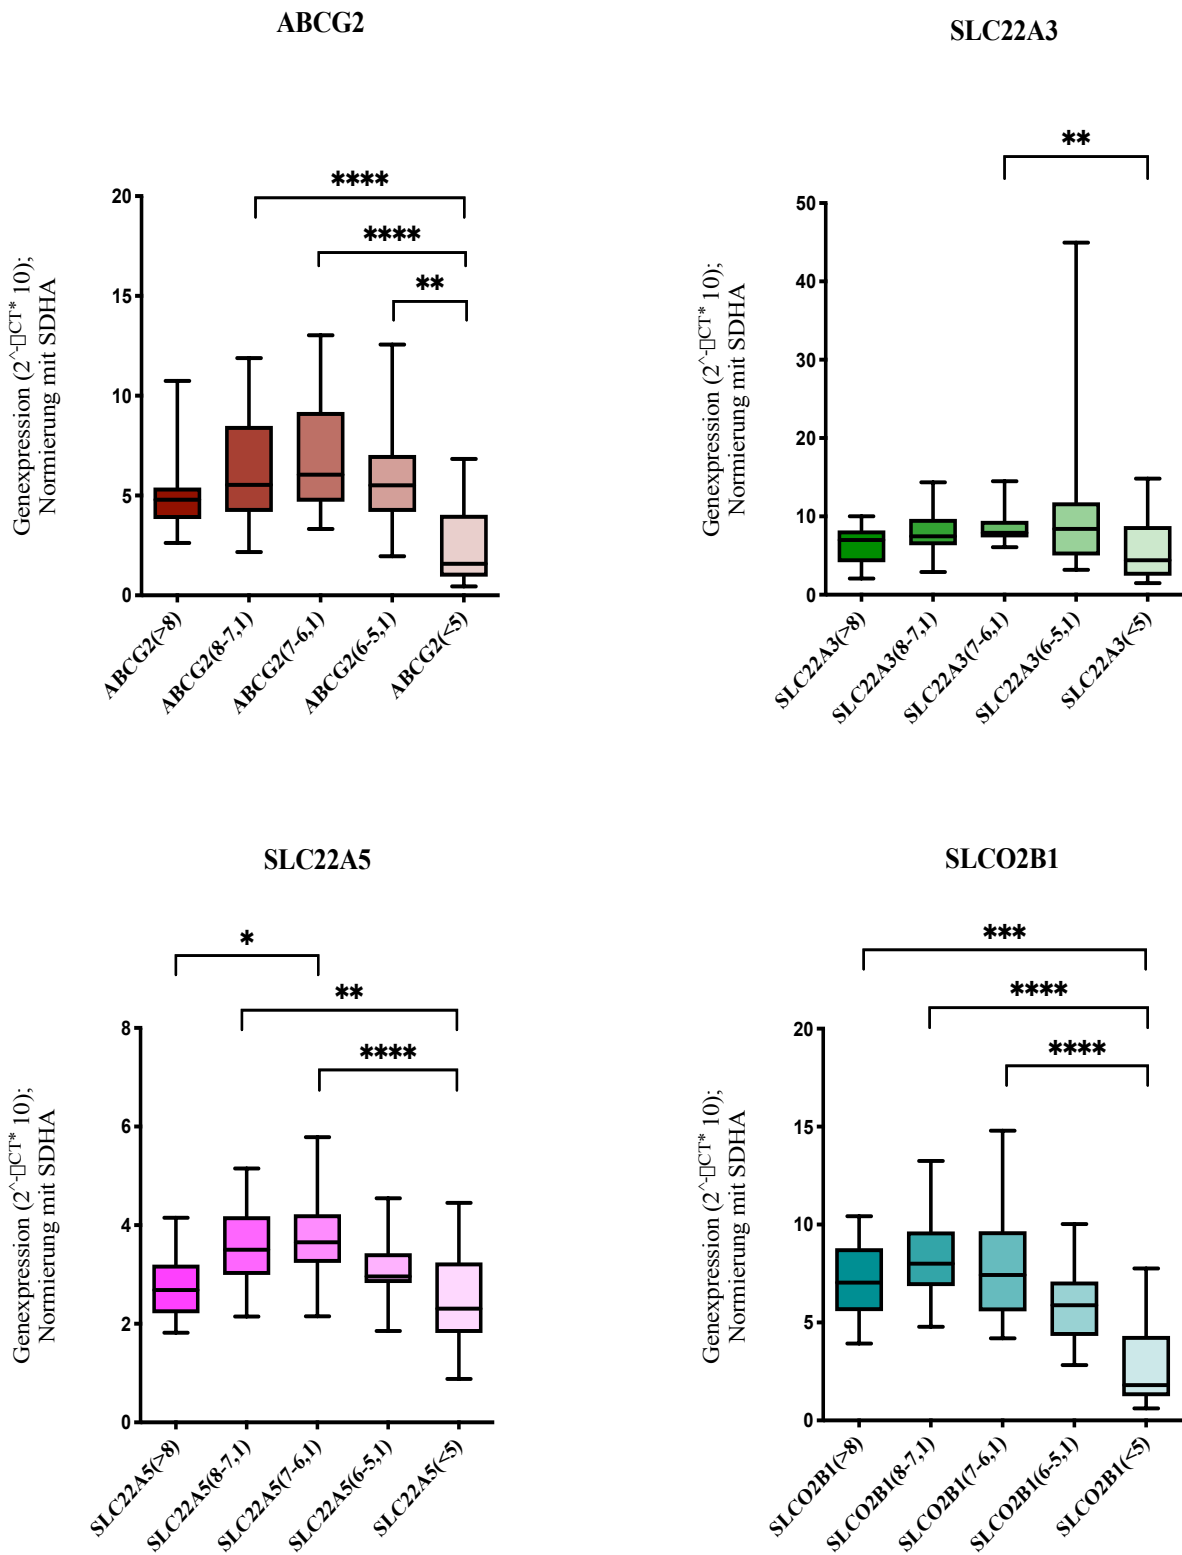 ABCG2
****
****
**
20
15
10
5
0
Genexpression (2^-▯CT* 10);
Normierung mit SDHA
ABCG2(>8)
ABCG2(8-7,1)
ABCG2(7-6,1)
ABCG2(6-5,1)
ABCG2(<5)
SLC22A3
**
50
40
30
20
10
0
Genexpression (2^-▯CT* 10);
Normierung mit SDHA
SLC22A3(>8)
SLC22A3(8-7,1)
SLC22A3(7-6,1)
SLC22A3(6-5,1)
SLC22A3(<5)
SLC22A5
*
**
****
8
6
4
2
0
Genexpression (2^-▯CT* 10);
Normierung mit SDHA
SLC22A5(>8)
SLC22A5(8-7,1)
SLC22A5(7-6,1)
SLC22A5(6-5,1)
SLC22A5(<5)
SLCO2B1
***
****
****
20
15
10
5
0
Genexpression (2^-▯CT* 10);
Normierung mit SDHA
SLCO2B1(>8)
SLCO2B1(8-7,1)
SLCO2B1(7-6,1)
SLCO2B1(6-5,1)
SLCO2B1(<5)